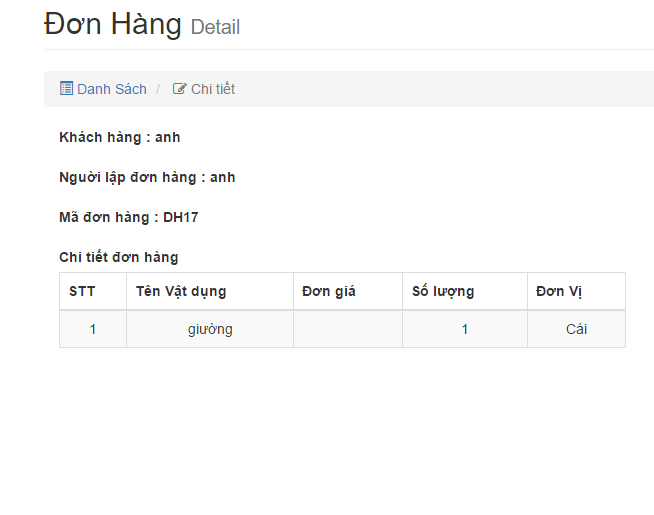 Đơn Hàng Detail
Danh Sách / Chi tiết
Khách hàng : anh
Người lập đơn hàng : anh
Mã đơn hàng : DH17
Chi tiết đơn hàng
STT Tên Vật dụng Đơn giá Số lượng Đơn Vị
1 giường 1 Cái